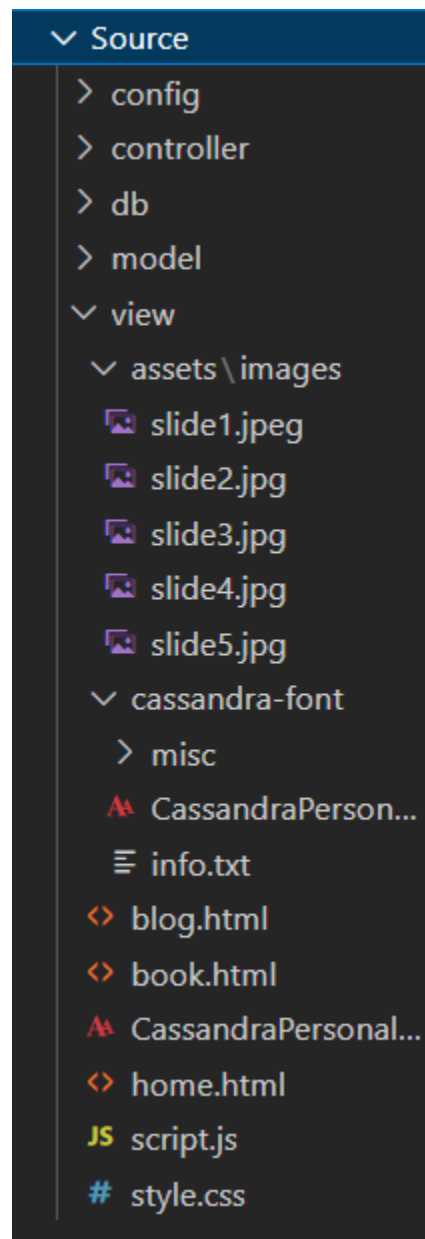 Source
config
controller
db
model
view
assets\images
slide1.jpeg
slide2.jpg
slide3.jpg
slide4.jpg
slide5.jpg
cassandra-font
misc
CassandraPerson...
info.txt
blog.html
book.html
CassandraPersonal...
home.html
JS script.js
# style.css